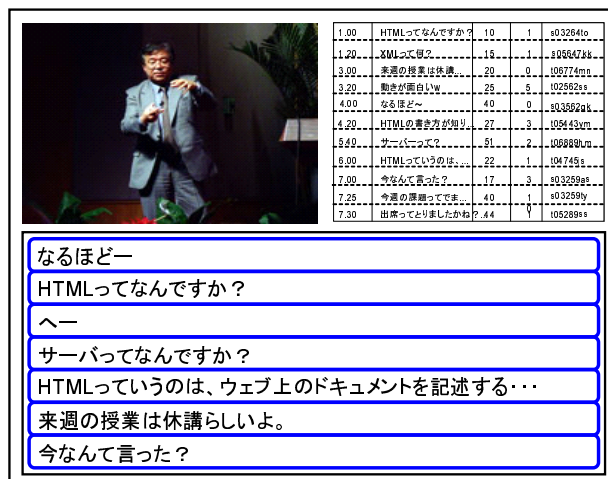 1.00 HTMLってなんですか？ 10 1 s03264to
1.20 XMLって何？ 15 1 s05647kk
3.00 来週の授業は休講... 20 0 t06774mn
3.20 動きが面白いw 25 5 t02562ss
4.00 なるほど～ 40 0 s03562gk
4.20 HTMLの書き方が知り... 27 3 t05443ym
5.40 サーバーって？ 51 2 t06889hm
6.00 HTMLっていうのは、... 22 1 t04745is
7.00 今なんて言った？ 17 3 s03259as
7.25 今週の課題ってでま... 40 1 s03259ty
7.30 出席ってとりましたかね？ 44 0 t05289ss
なるほどー
HTMLってなんですか？
へー
サーバってなんですか？
HTMLっていうのは、ウェブ上のドキュメントを記述する・・・
来週の授業は休講らしいよ。
今なんて言った？